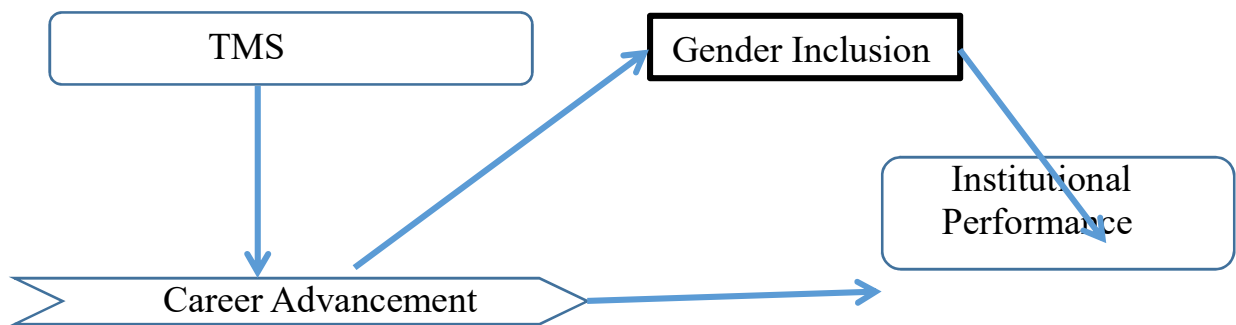 TMS
Gender Inclusion
Institutional
Performance
Career Advancement